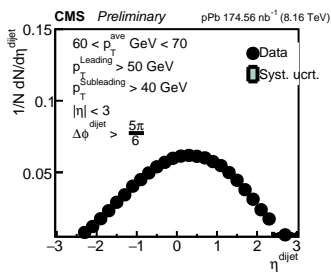 CMS Preliminary pPb 174.56 nb⁻¹ (8.16 TeV)
1/N dN/dη^dijet
0.15
0.1
0.05
60 < p_T^ave GeV < 70
p_T^Leading > 50 GeV
p_T^Subleading > 40 GeV
|η| < 3
Δϕ^dijet > 5π/6
Data
Syst. ucrt.
−3 −2 −1 0 1 2 3
η^dijet